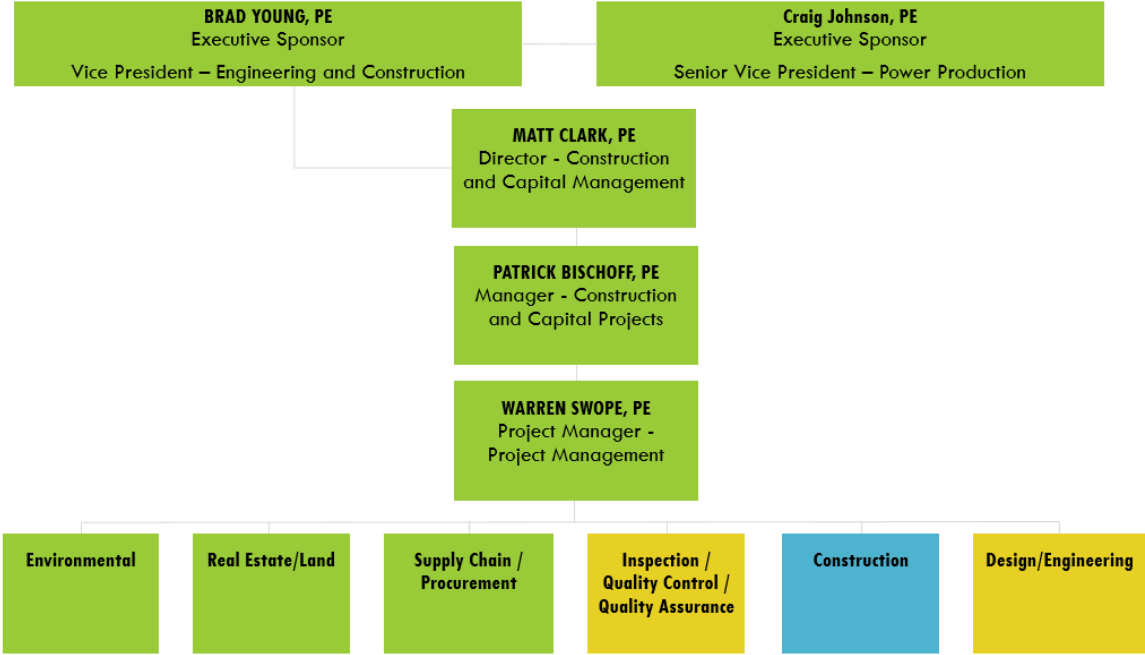 BRAD YOUNG, PE
Executive Sponsor
Vice President – Engineering and Construction
Craig Johnson, PE
Executive Sponsor
Senior Vice President – Power Production
MATT CLARK, PE
Director - Construction
and Capital Management
PATRICK BISCHOFF, PE
Manager - Construction
and Capital Projects
WARREN SWOPE, PE
Project Manager -
Project Management
Environmental
Real Estate/Land
Supply Chain /
Procurement
Inspection /
Quality Control /
Quality Assurance
Construction
Design/Engineering